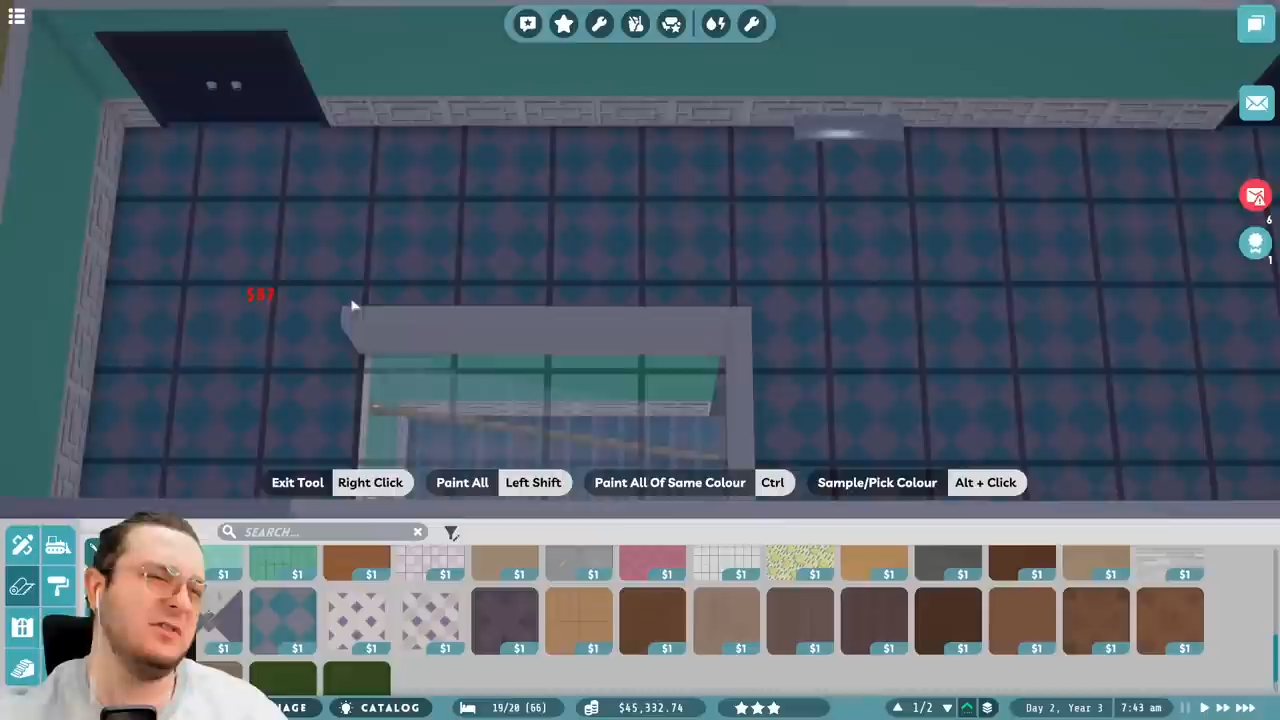 6
1
$87
Exit Tool Right Click Paint All Left Shift Paint All Of Same Colour Ctrl Sample/Pick Colour Alt + Click
SEARCH...
$1 $1 $1 $1 $1 $1 $1 $1 $1 $1 $1 $1 $1 $1
$1 $1 $1 $1 $1 $1 $1 $1 $1 $1 $1 $1 $1 $1
CATALOG 19/20 (66) $45,332.74 1/2 Day 2, Year 3 7:43 am